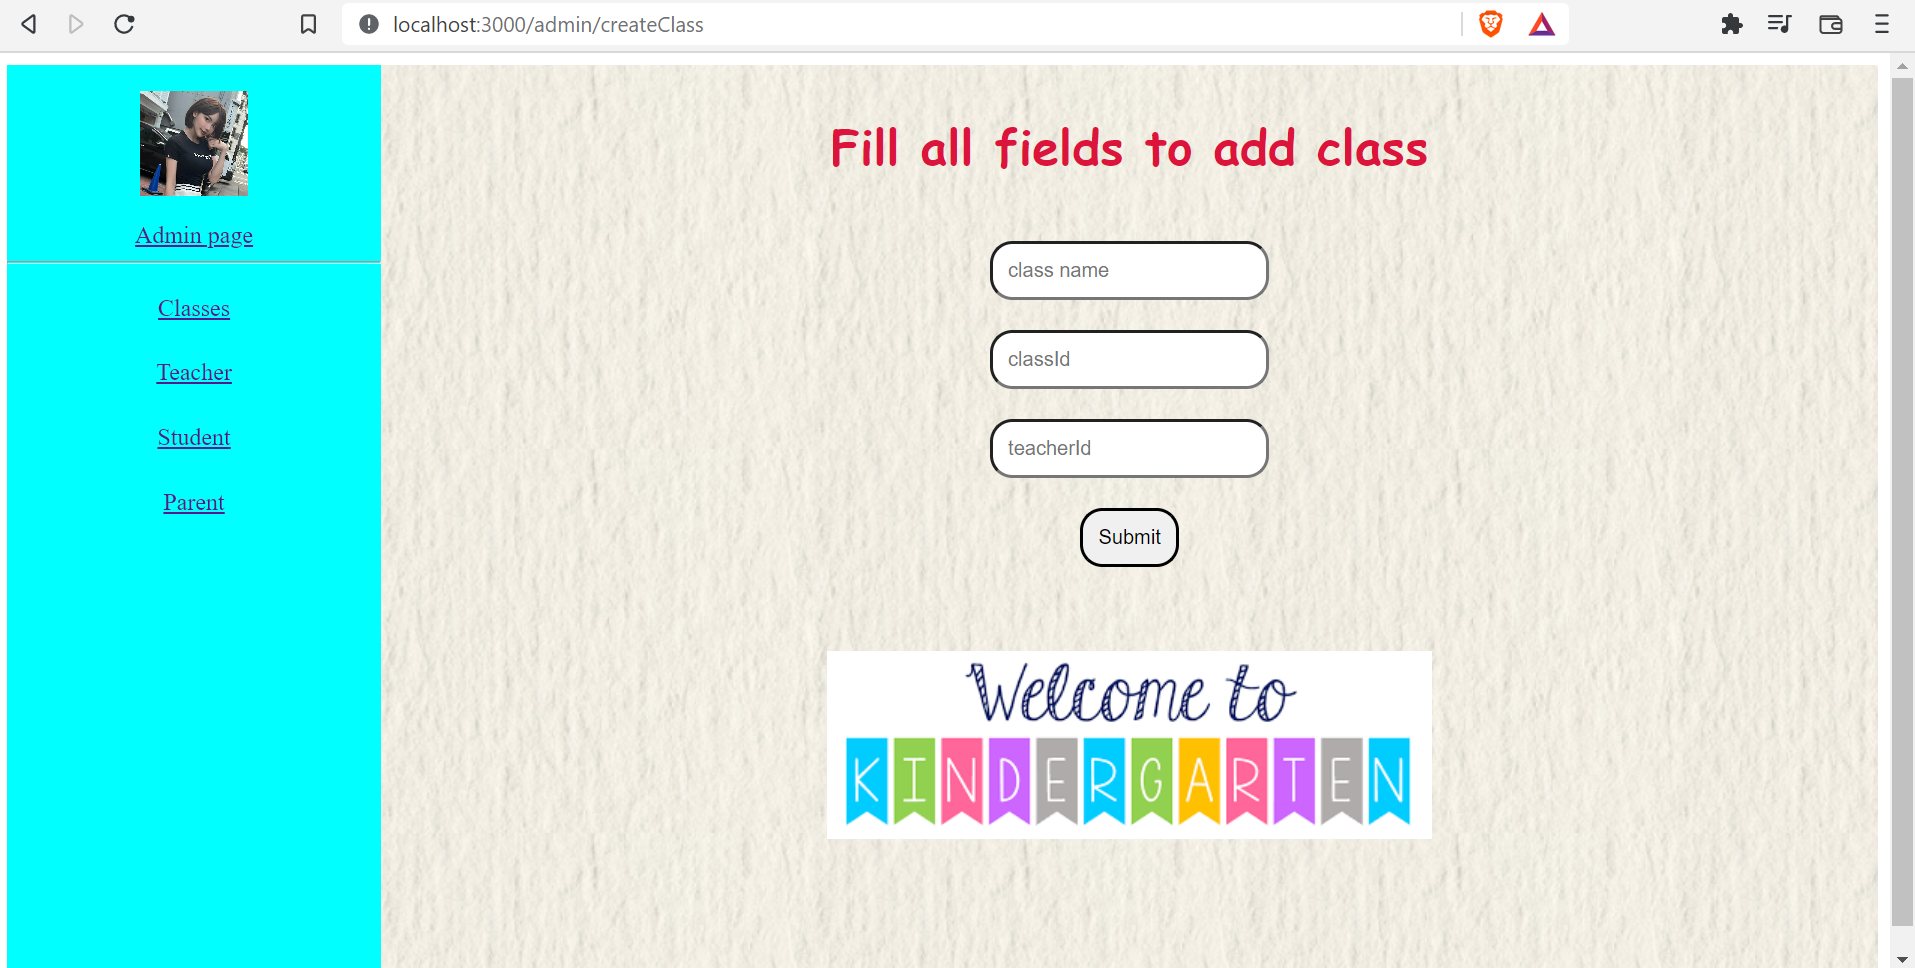 localhost:3000/admin/createClass
Admin page
Classes
Teacher
Student
Parent
Fill all fields to add class
class name
classId
teacherId
Submit
Welcome to
KINDERGARTEN